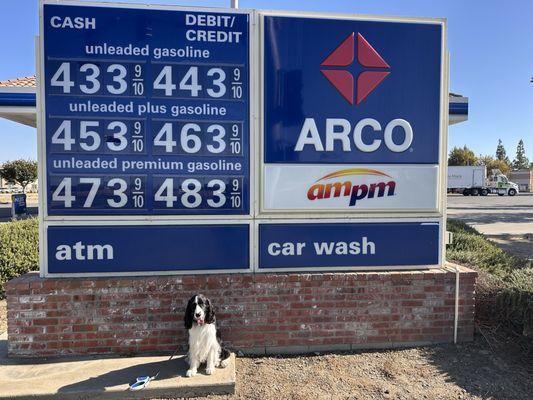 CASH DEBIT/
CREDIT
unleaded gasoline
433 9/10 443 9/10
unleaded plus gasoline
453 9/10 463 9/10
unleaded premium gasoline
473 9/10 483 9/10
atm
ARCO
ampm
car wash